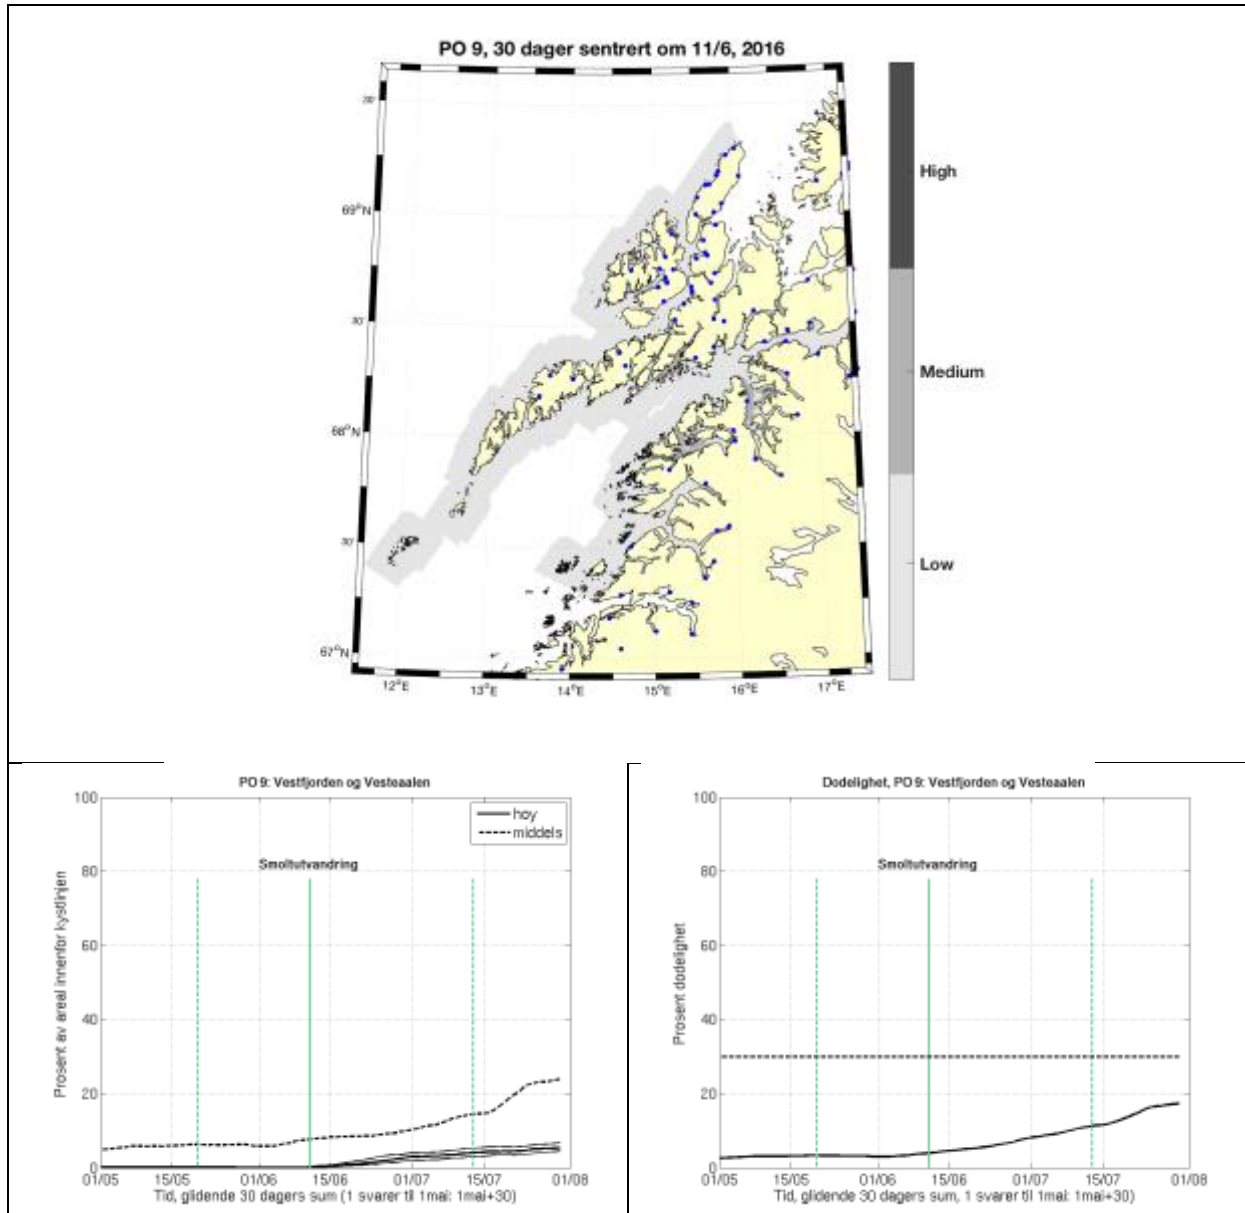 PO 9, 30 dager sentrert om 11/6, 2016
30'
69°N
30'
68°N
30'
67°N
12°E
13°E
14°E
15°E
16°E
17°E
High
Medium
Low
PO 9: Vestfjorden og Vesteaalen
100
80
60
40
20
0
Prosent av areal innenfor kystlinjen
hoy
middels
Smoltutvandring
01/05
15/05
01/06
15/06
01/07
15/07
01/08
Tid, glidende 30 dagers sum (1 svarer til 1mai: 1mai+30)
Dodelighet, PO 9: Vestfjorden og Vesteaalen
100
80
60
40
20
0
Prosent dodelighet
Smoltutvandring
01/05
15/05
01/06
15/06
01/07
15/07
01/08
Tid, glidende 30 dagers sum, 1 svarer til 1mai: 1mai+30)